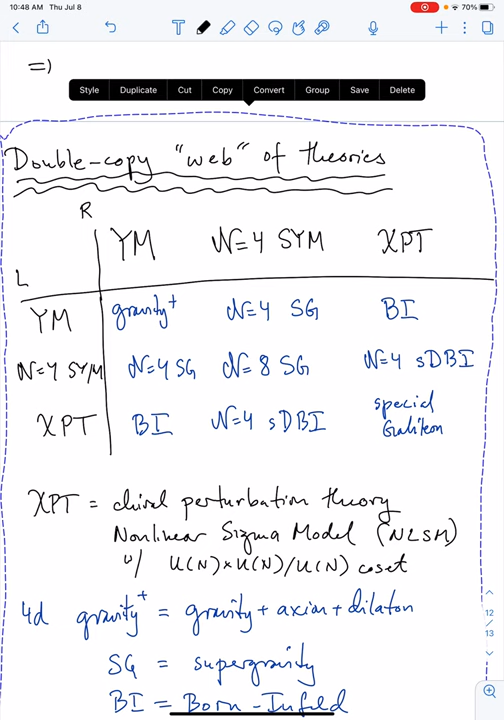 10:48 AM Thu Jul 8
70%
=)
Style Duplicate Cut Copy Convert Group Save Delete
Double-copy "web" of theories
R
YM N=4 SYM χPT
L
YM gravity⁺ N=4 SG BI
N=4 SYM N=4 SG N=8 SG N=4 sDBI
χPT BI N=4 sDBI special Galileon
χPT = chiral perturbation theory
Nonlinear Sigma Model (NLSM)
w/ U(N)×U(N)/U(N) coset
4d gravity⁺ = gravity + axion + dilaton
SG = supergravity
BI = Born-Infeld
12
13